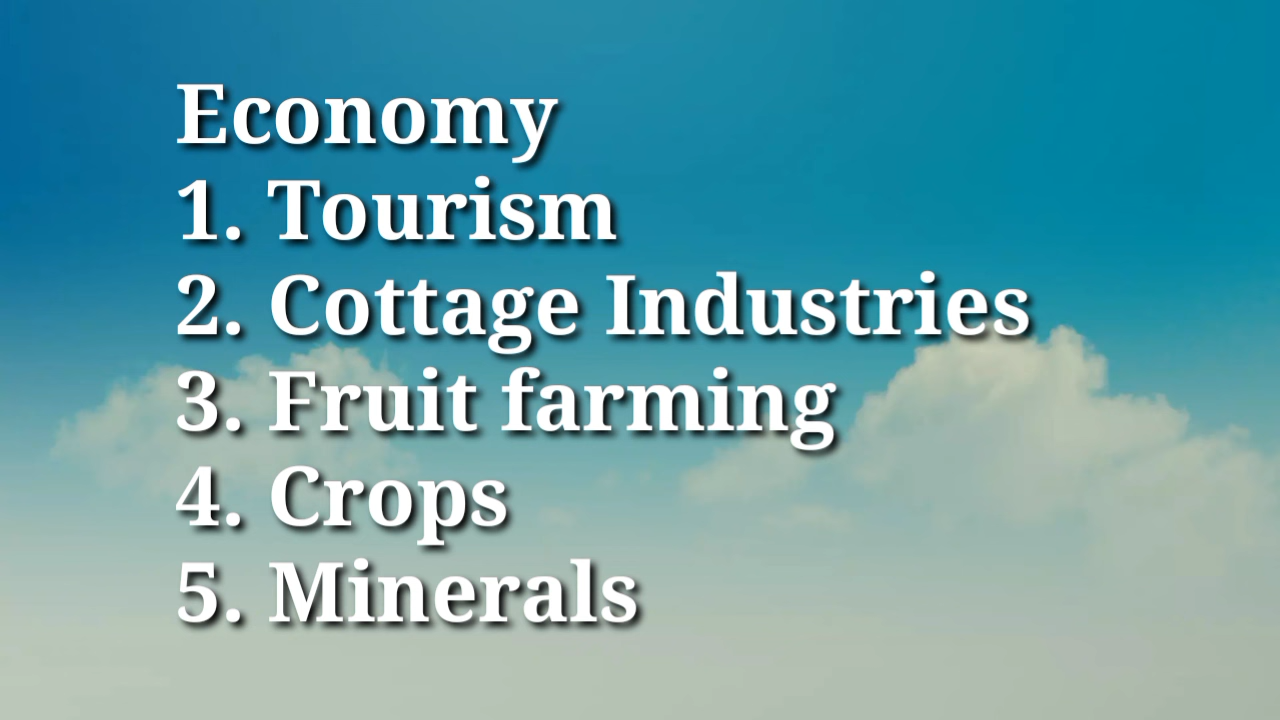 Economy
1. Tourism
2. Cottage Industries
3. Fruit farming
4. Crops
5. Minerals